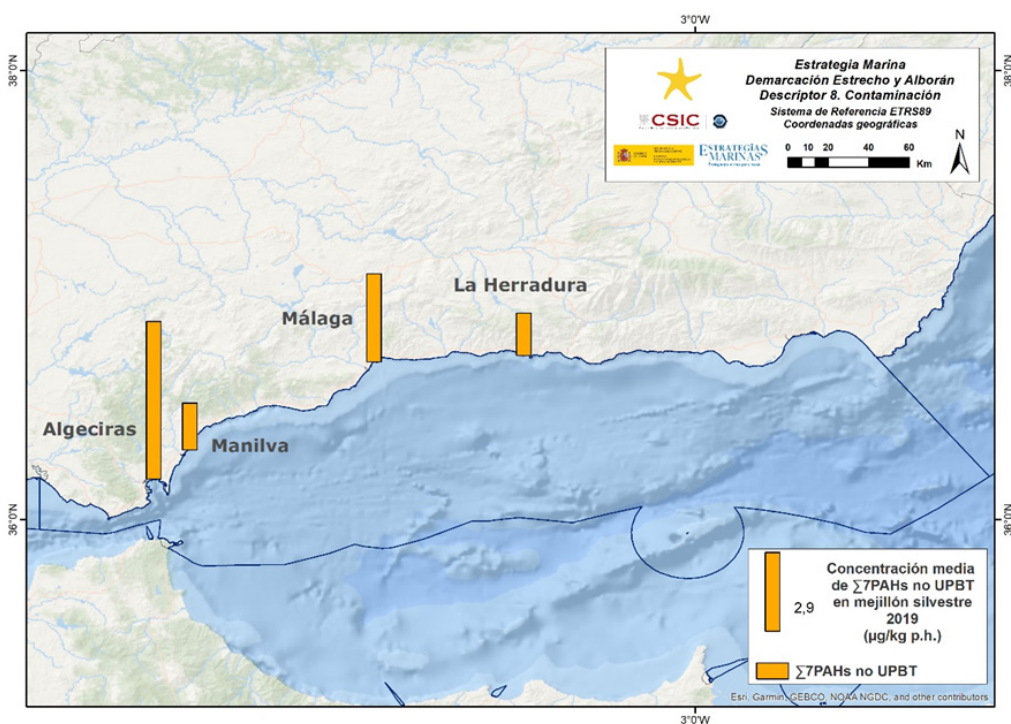 3°0'W
38°0'N
38°0'N
Estrategia Marina
Demarcación Estrecho y Alborán
Descriptor 8. Contaminación
Sistema de Referencia ETRS89
Coordenadas geográficas
CSIC
ESTRATEGIAS
MARINAS
N
0 10 20 40 60
Km
La Herradura
Málaga
Algeciras
Manilva
36°0'N
36°0'N
Concentración media
de ∑7PAHs no UPBT
en mejillón silvestre
2019
(µg/kg p.h.)
2,9
∑7PAHs no UPBT
Esri, Garmin, GEBCO, NOAA NGDC, and other contributors
3°0'W